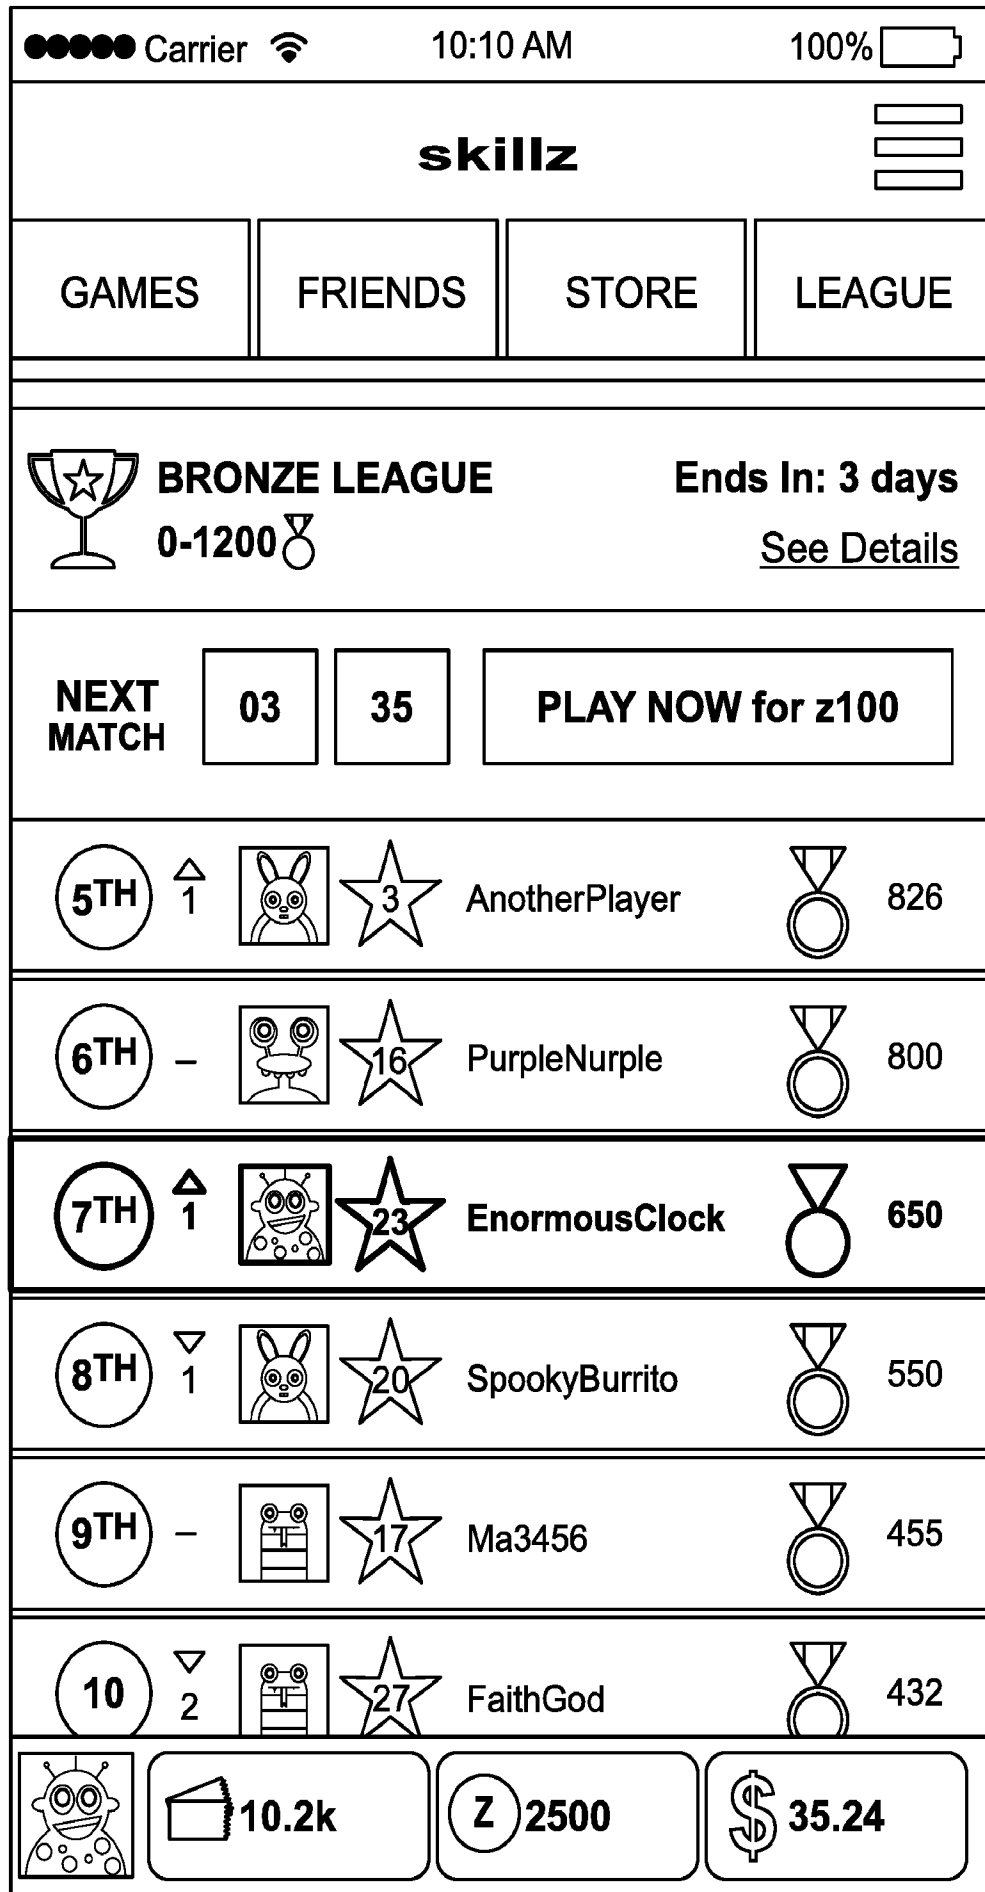 Carrier 10:10 AM 100%
skillz
GAMES FRIENDS STORE LEAGUE
BRONZE LEAGUE Ends In: 3 days
0-1200 See Details
NEXT MATCH 03 35 PLAY NOW for z100
5TH 1 3 AnotherPlayer 826
6TH – 16 PurpleNurple 800
7TH 1 23 EnormousClock 650
8TH 1 20 SpookyBurrito 550
9TH – 17 Ma3456 455
10 2 27 FaithGod 432
10.2k Z 2500 $ 35.24